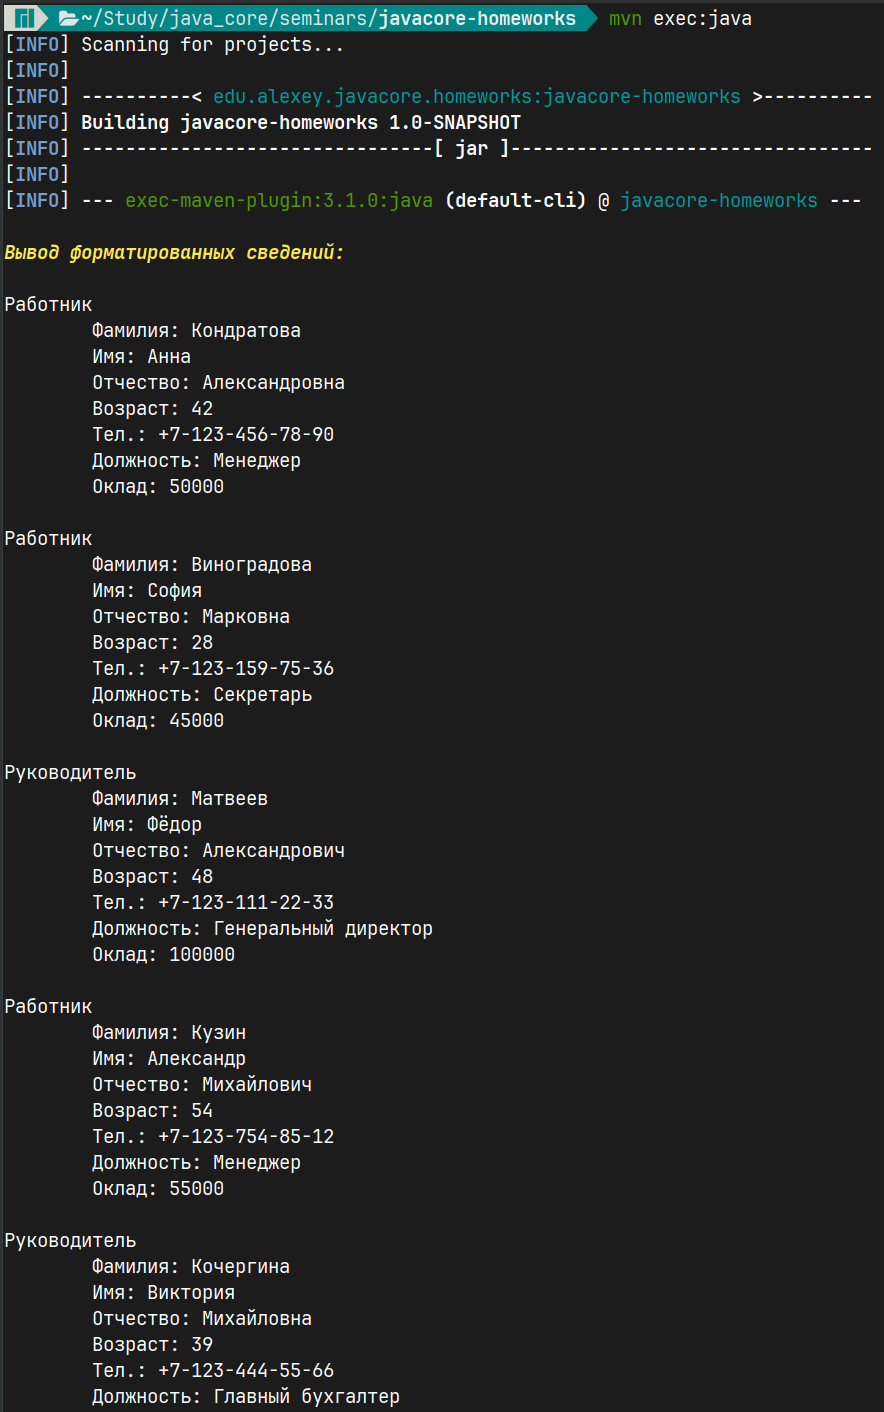 ~/Study/java_core/seminars/javacore-homeworks mvn exec:java
[INFO] Scanning for projects...
[INFO]
[INFO] ----------< edu.alexey.javacore.homeworks:javacore-homeworks >----------
[INFO] Building javacore-homeworks 1.0-SNAPSHOT
[INFO] --------------------------------[ jar ]---------------------------------
[INFO]
[INFO] --- exec-maven-plugin:3.1.0:java (default-cli) @ javacore-homeworks ---
Вывод форматированных сведений:
Работник
Фамилия: Кондратова
Имя: Анна
Отчество: Александровна
Возраст: 42
Тел.: +7-123-456-78-90
Должность: Менеджер
Оклад: 50000
Работник
Фамилия: Виноградова
Имя: София
Отчество: Марковна
Возраст: 28
Тел.: +7-123-159-75-36
Должность: Секретарь
Оклад: 45000
Руководитель
Фамилия: Матвеев
Имя: Фёдор
Отчество: Александрович
Возраст: 48
Тел.: +7-123-111-22-33
Должность: Генеральный директор
Оклад: 100000
Работник
Фамилия: Кузин
Имя: Александр
Отчество: Михайлович
Возраст: 54
Тел.: +7-123-754-85-12
Должность: Менеджер
Оклад: 55000
Руководитель
Фамилия: Кочергина
Имя: Виктория
Отчество: Михайловна
Возраст: 39
Тел.: +7-123-444-55-66
Должность: Главный бухгалтер